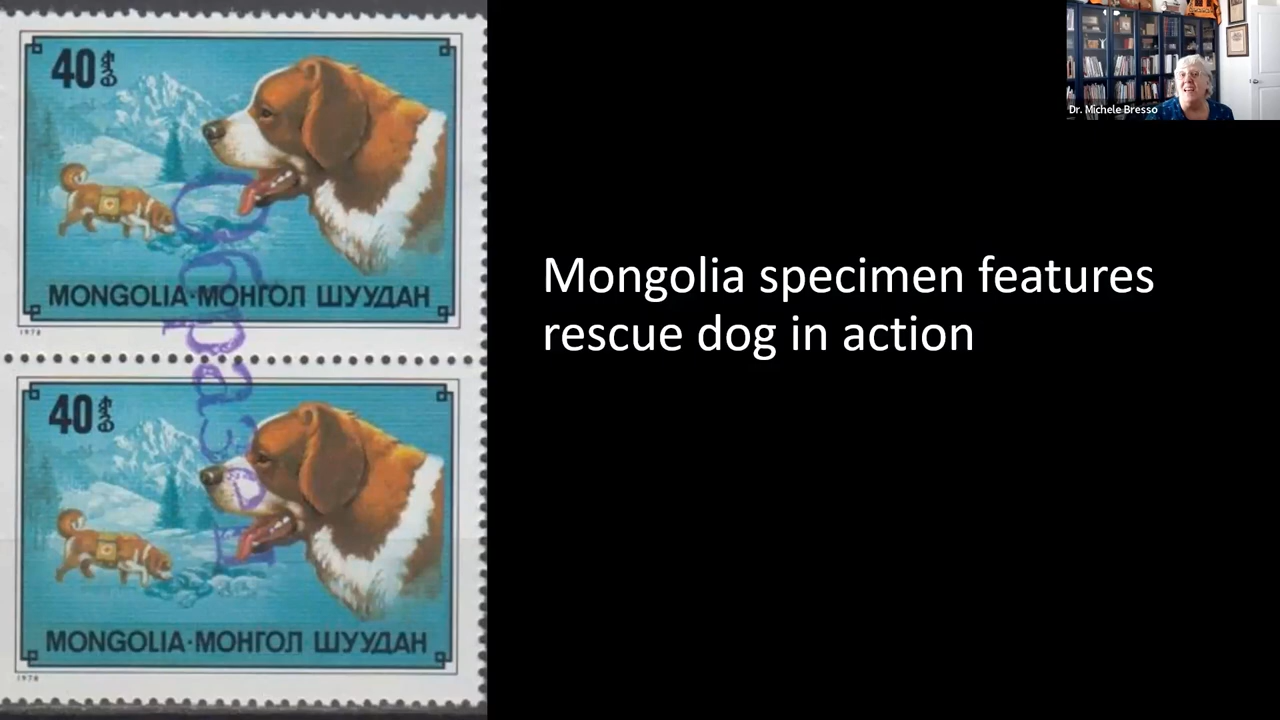 40
MONGOLIA·МОНГОЛ ШУУДАН
1978
40
MONGOLIA·МОНГОЛ ШУУДАН
1978
Образец
Mongolia specimen features
rescue dog in action
Dr. Michele Bresso